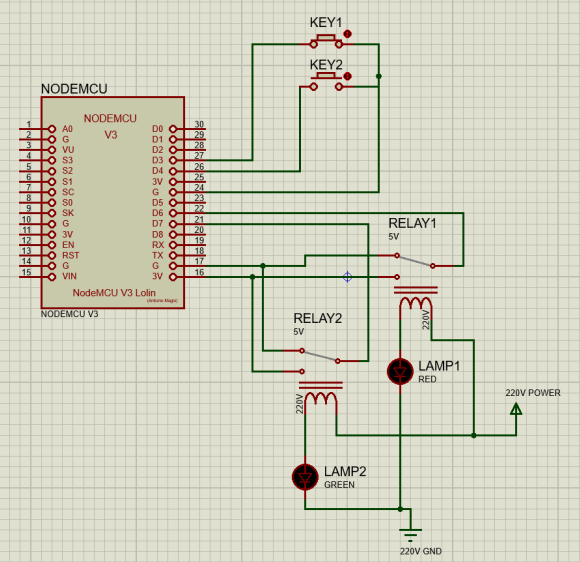 KEY1
KEY2
NODEMCU
NODEMCU
V3
1 A0
2 G
3 VU
4 S3
5 S2
6 S1
7 SC
8 S0
9 SK
10 G
11 3V
12 EN
13 RST
14 G
15 VIN
D0 30
D1 29
D2 28
D3 27
D4 26
3V 25
G 24
D5 23
D6 22
D7 21
D8 20
RX 19
TX 18
G 17
3V 16
NodeMCU V3 Lolin
(Arduino Magix)
NODEMCU V3
RELAY1
5V
220V
RELAY2
5V
220V
LAMP1
RED
220V POWER
LAMP2
GREEN
220V GND